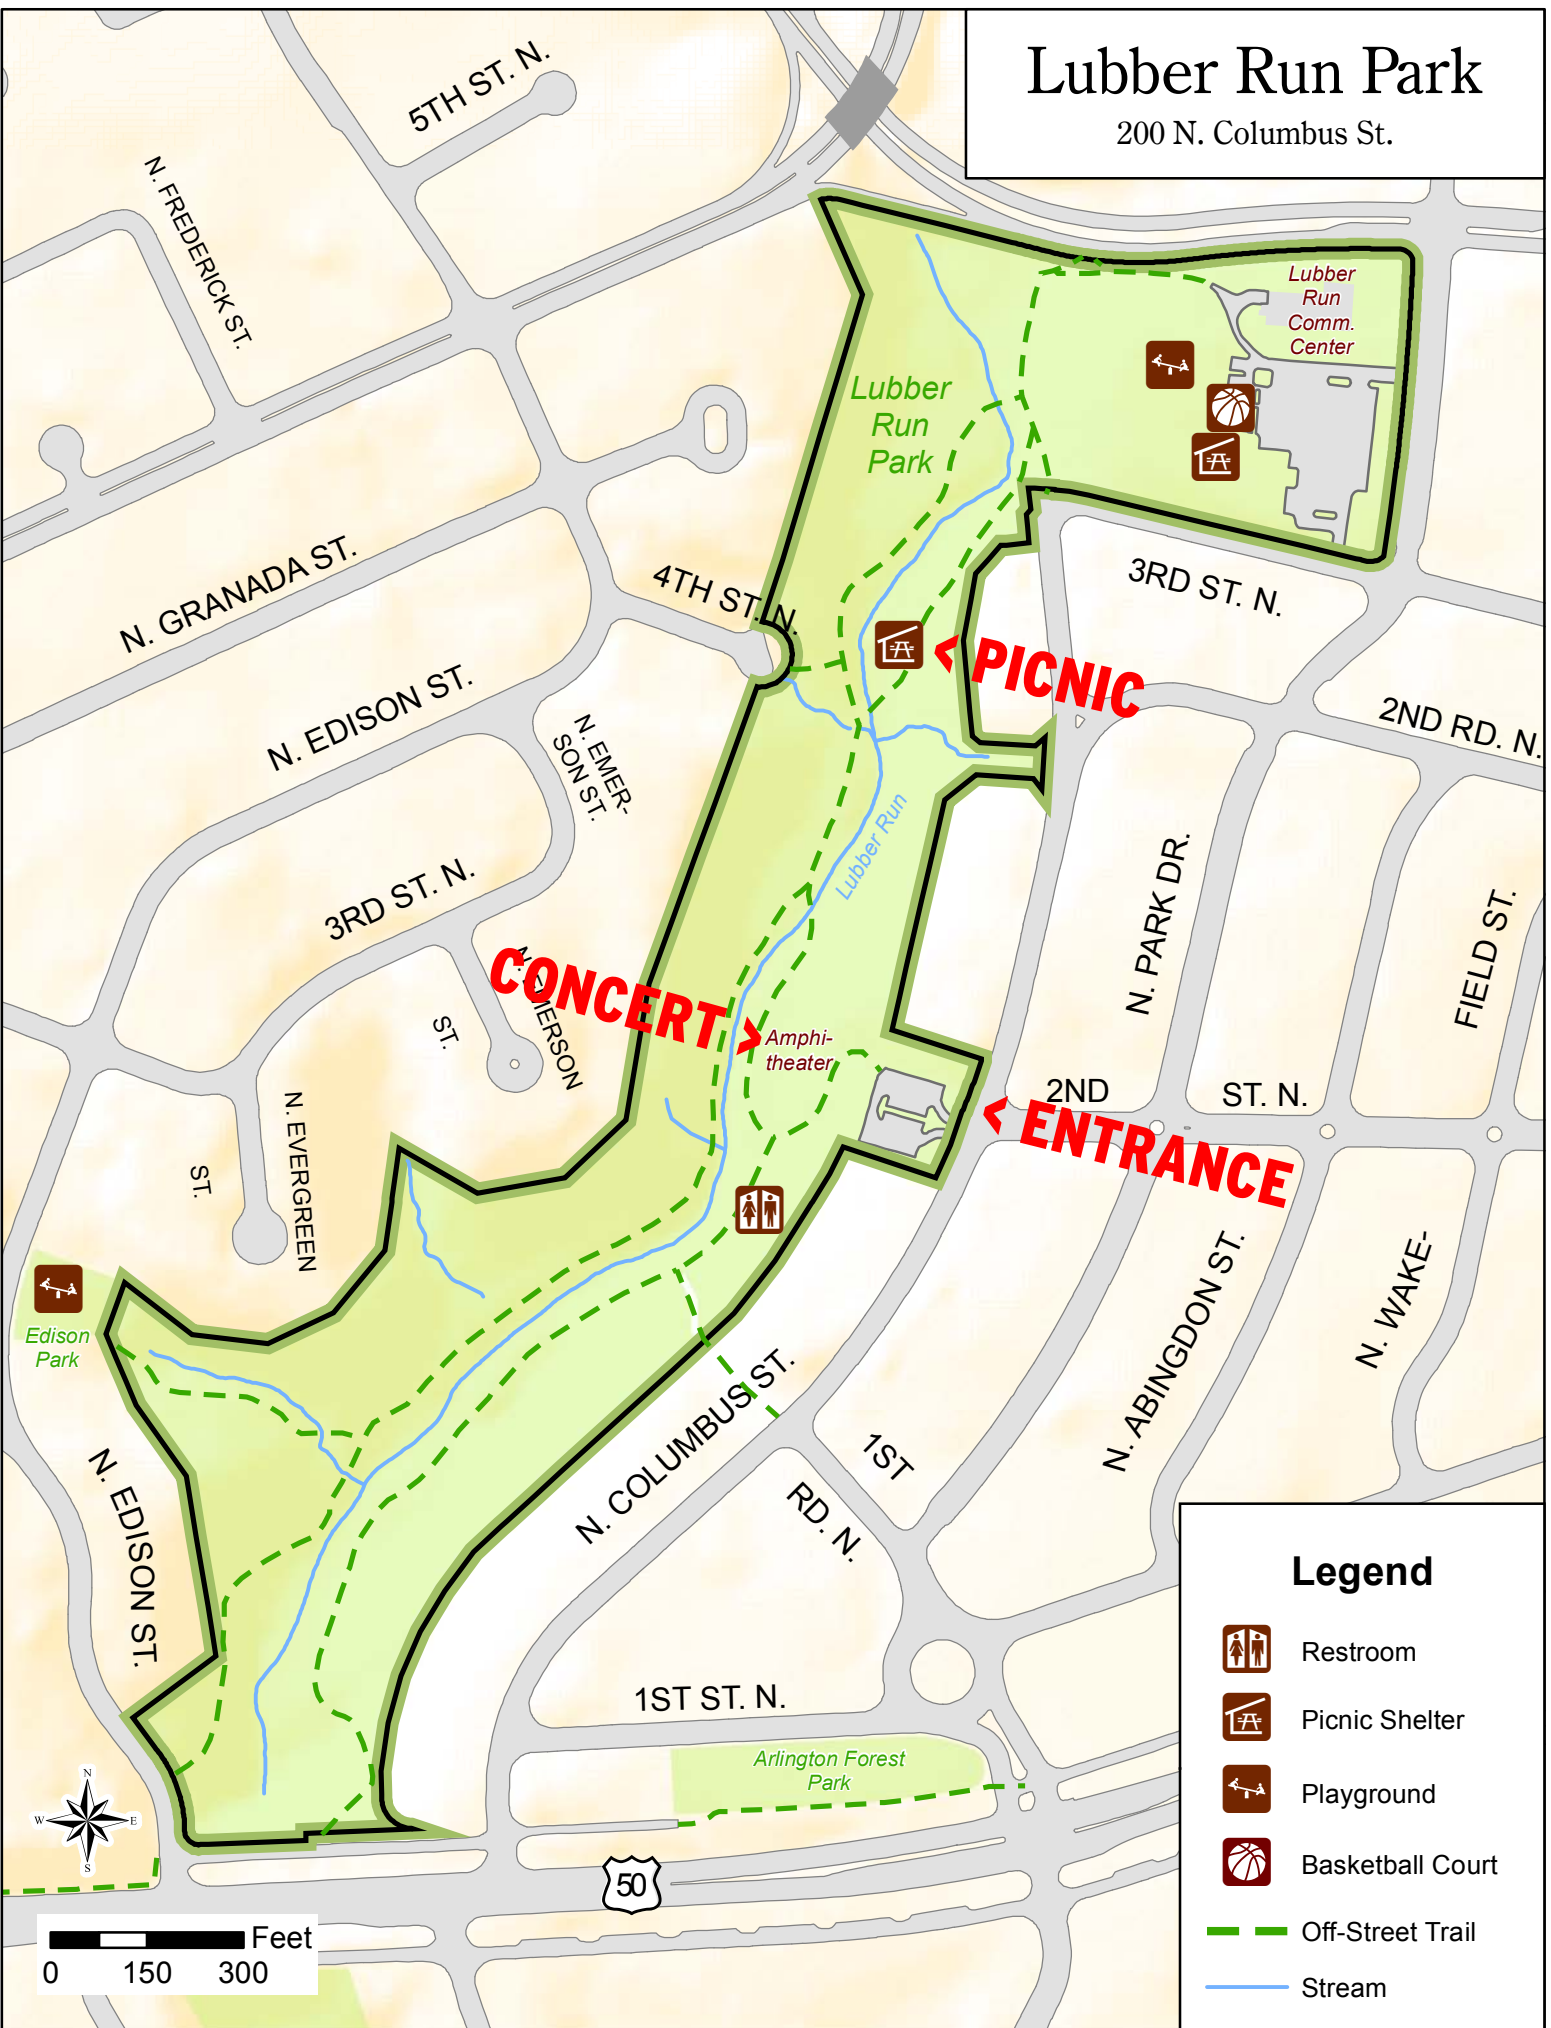 Lubber Run Park
200 N. Columbus St.
5TH ST. N.
N. FREDERICK ST.
Lubber
Run
Comm.
Center
Lubber
Run
Park
N. GRANADA ST.
4TH ST. N.
3RD ST. N.
< PICNIC
N. EDISON ST.
N. EMER-
SON ST.
2ND RD. N.
Lubber Run
3RD ST. N.
N. PARK DR.
FIELD ST.
CONCERT >
N. EMERSON
ST.
Amphi-
theater
2ND
ST. N.
< ENTRANCE
N. EVERGREEN
ST.
N. ABINGDON ST.
N. WAKE-
Edison
Park
N. COLUMBUS ST.
1ST
RD. N.
N. EDISON ST.
1ST ST. N.
Arlington Forest
Park
N
W
E
S
50
Feet
0
150
300
Legend
Restroom
Picnic Shelter
Playground
Basketball Court
Off-Street Trail
Stream